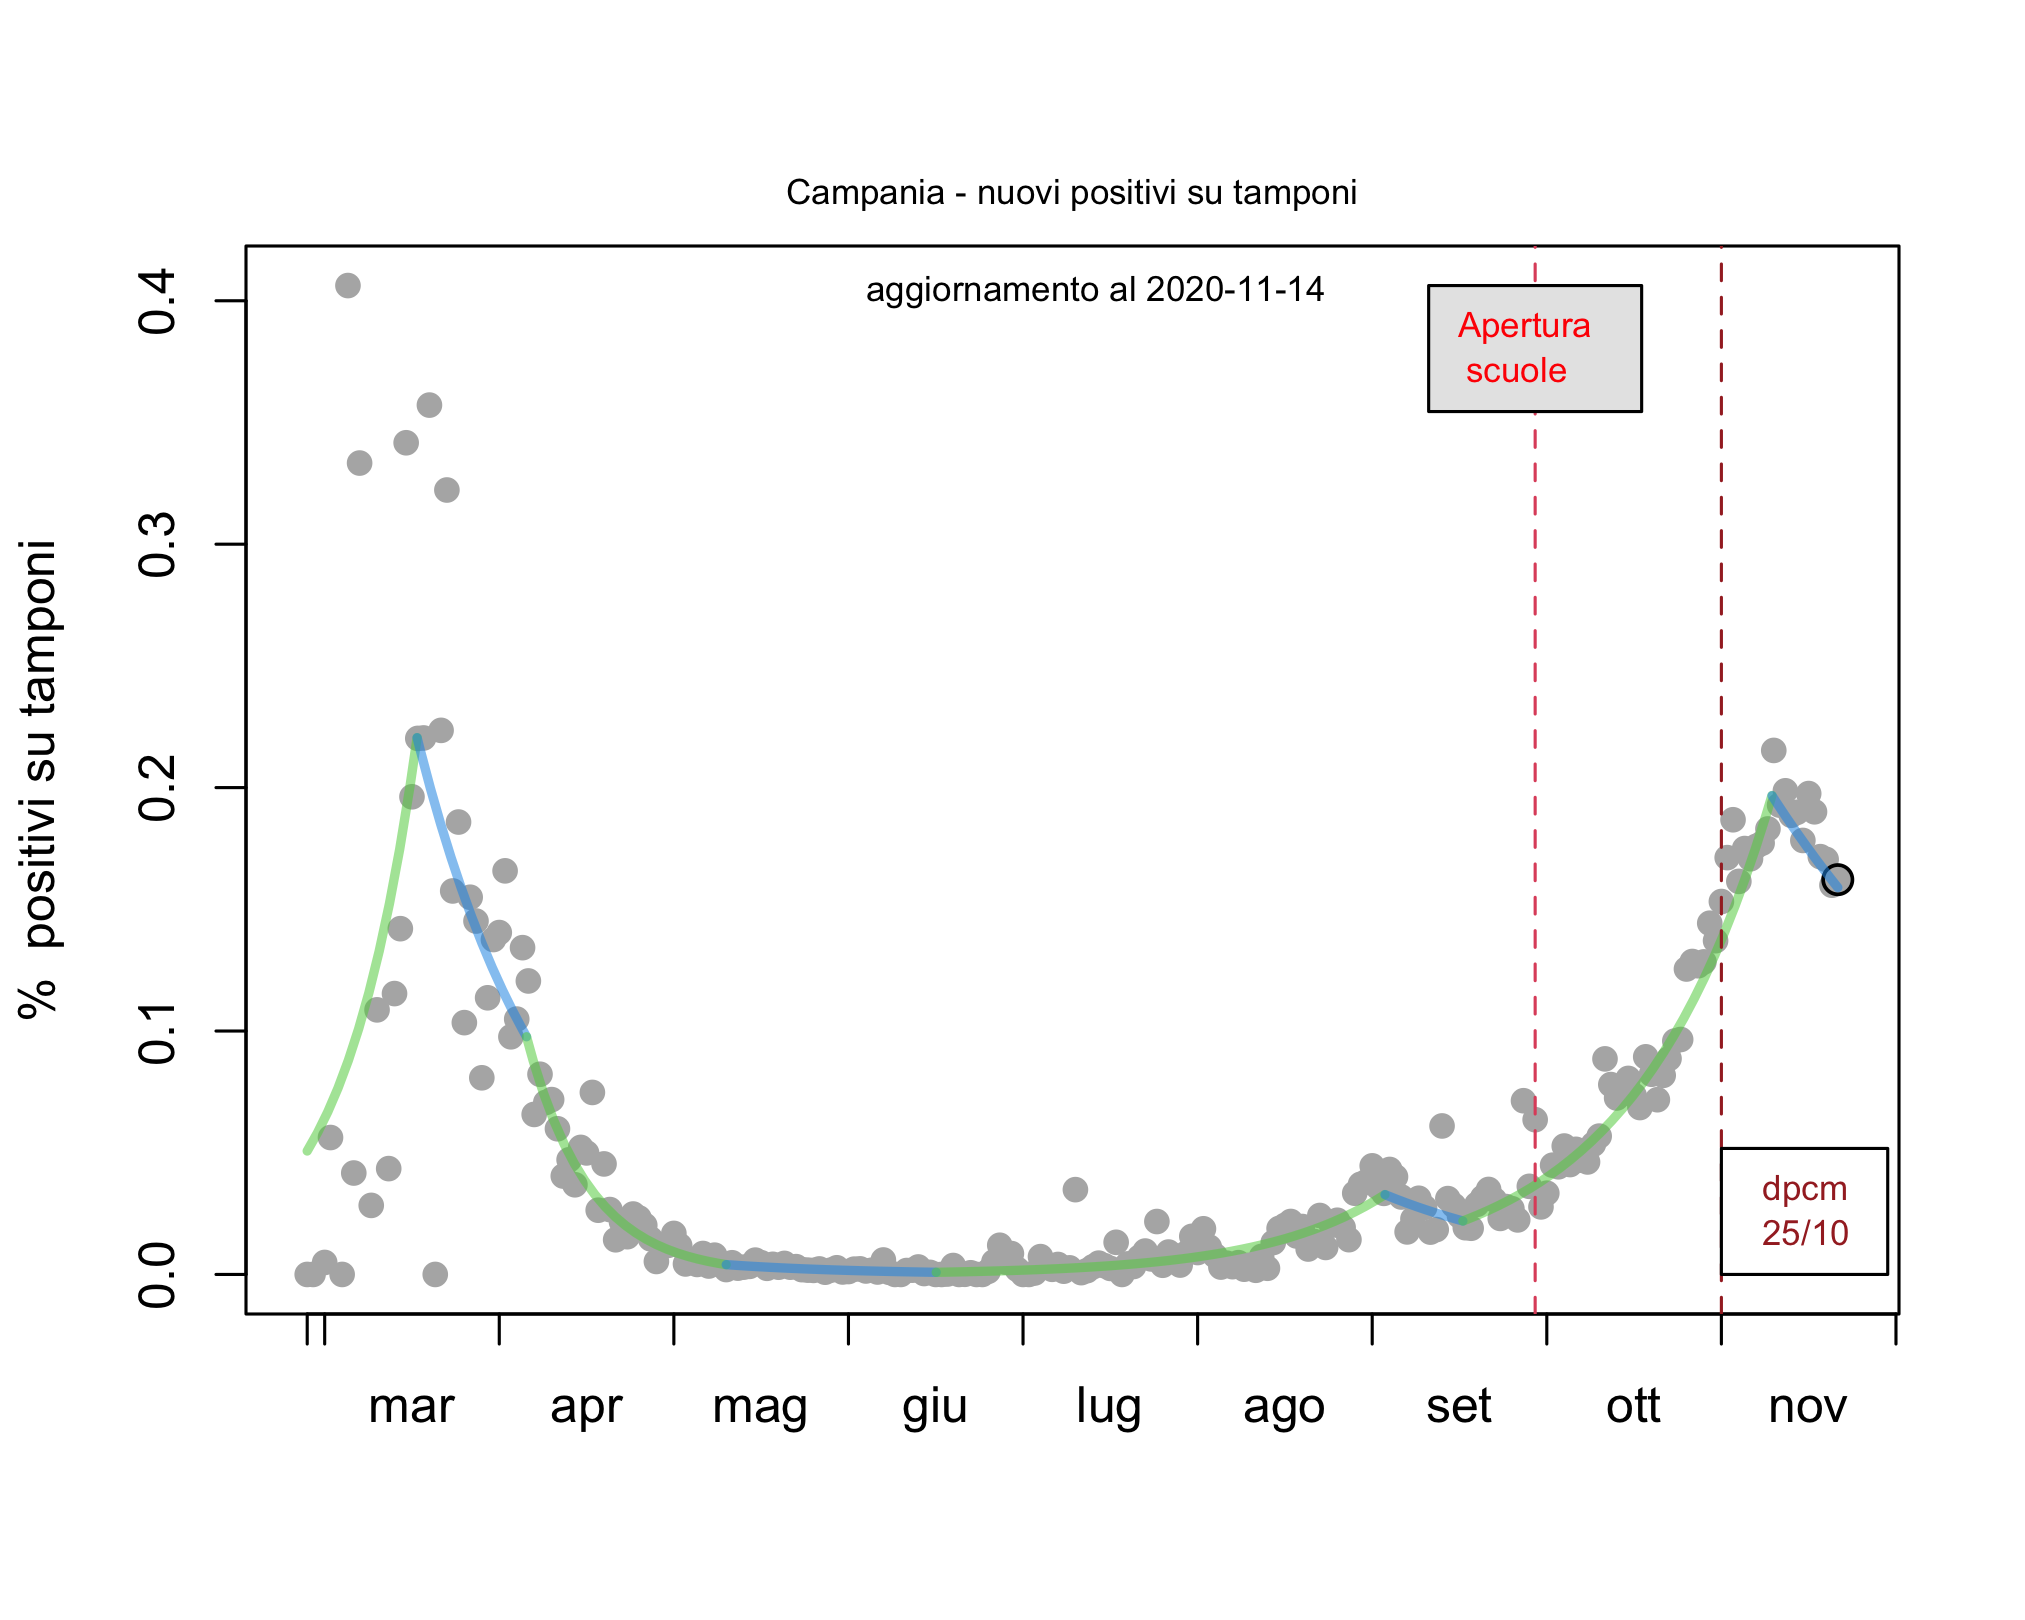 Campania - nuovi positivi su tamponi
aggiornamento al 2020-11-14
Apertura
scuole
% positivi su tamponi
0.4
0.3
0.2
0.1
0.0
dpcm
25/10
mar apr mag giu lug ago set ott nov